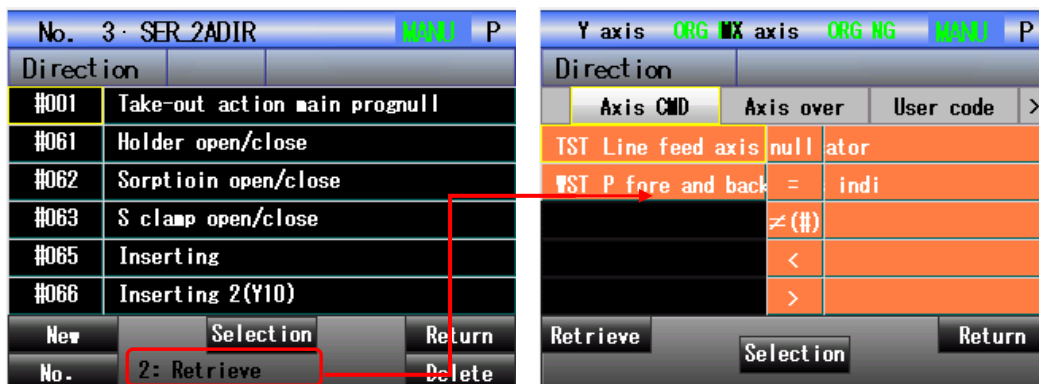 No. 3· SER_2ADIR MANU P
Direction
#001 Take-out action main prognull
#061 Holder open/close
#062 Sorptioin open/close
#063 S clamp open/close
#065 Inserting
#066 Inserting 2(Y10)
New Selection Return
No. 2: Retrieve Delete
Y axis ORG MX axis ORG NG MANU P
Direction
Axis CMD Axis over User code >
TST Line feed axis null ator
WST P fore and back = indi
≠(#)
<
>
Retrieve Selection Return